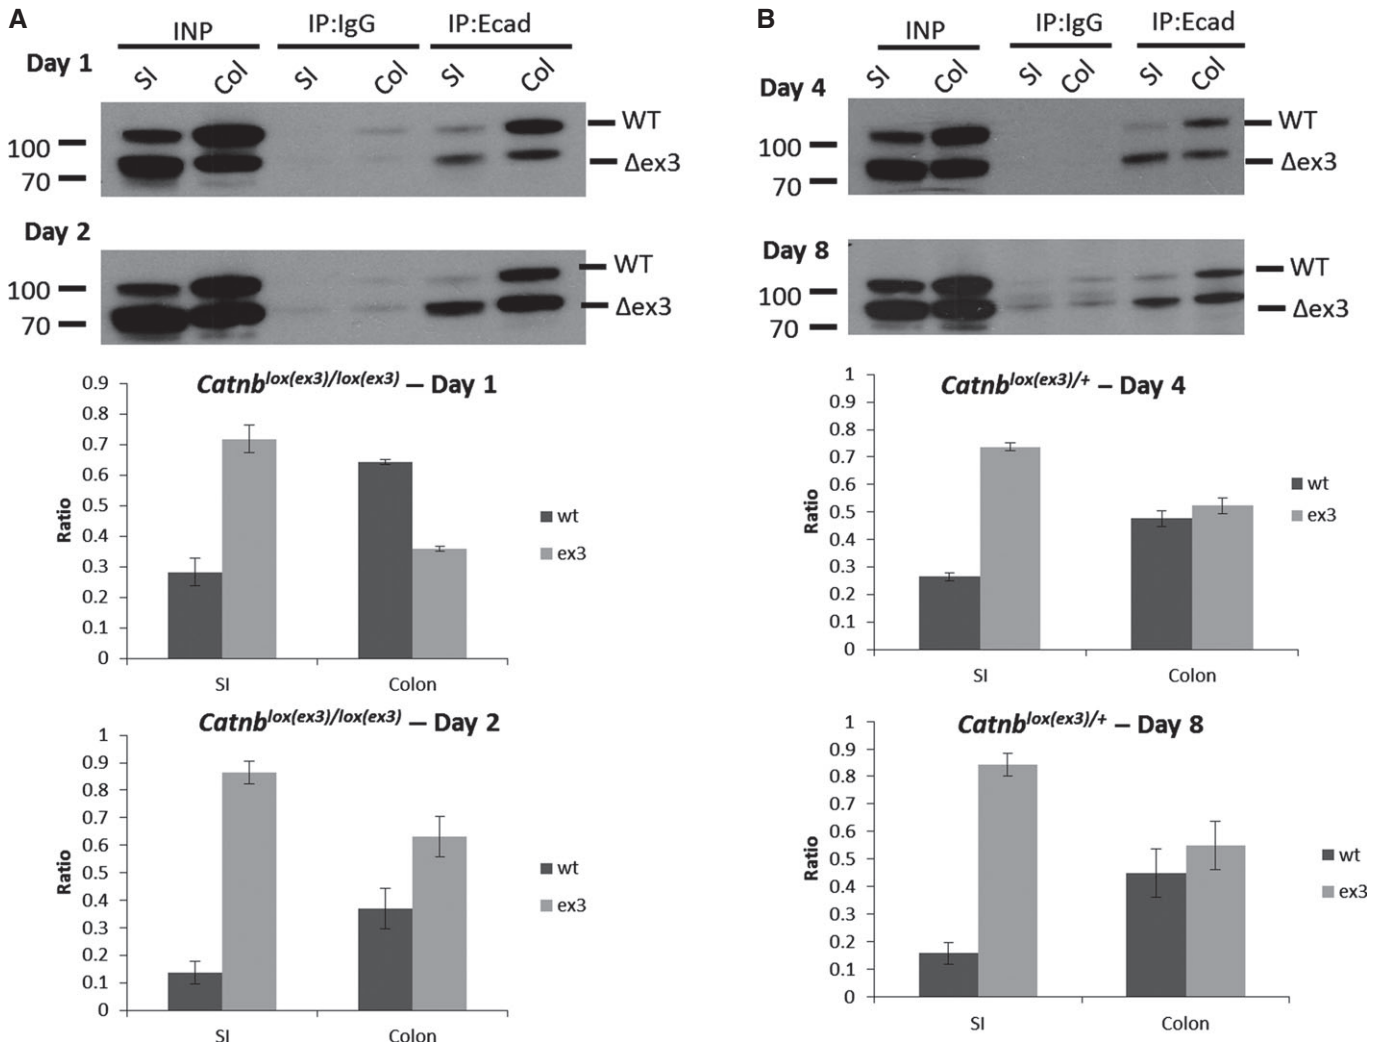 A
INP
IP:IgG
IP:Ecad
Day 1
SI
Col
SI
Col
SI
Col
100
70
WT
Δex3
Day 2
100
70
WT
Δex3
Catnb^lox(ex3)/lox(ex3) – Day 1
Ratio
0.9
0.8
0.7
0.6
0.5
0.4
0.3
0.2
0.1
0
SI
Colon
wt
ex3
Catnb^lox(ex3)/lox(ex3) – Day 2
Ratio
1
0.9
0.8
0.7
0.6
0.5
0.4
0.3
0.2
0.1
0
SI
Colon
wt
ex3
B
INP
IP:IgG
IP:Ecad
Day 4
SI
Col
SI
Col
SI
Col
100
70
WT
Δex3
Day 8
100
70
WT
Δex3
Catnb^lox(ex3)/+ – Day 4
Ratio
1
0.9
0.8
0.7
0.6
0.5
0.4
0.3
0.2
0.1
0
SI
Colon
wt
ex3
Catnb^lox(ex3)/+ – Day 8
Ratio
1
0.9
0.8
0.7
0.6
0.5
0.4
0.3
0.2
0.1
0
SI
Colon
wt
ex3